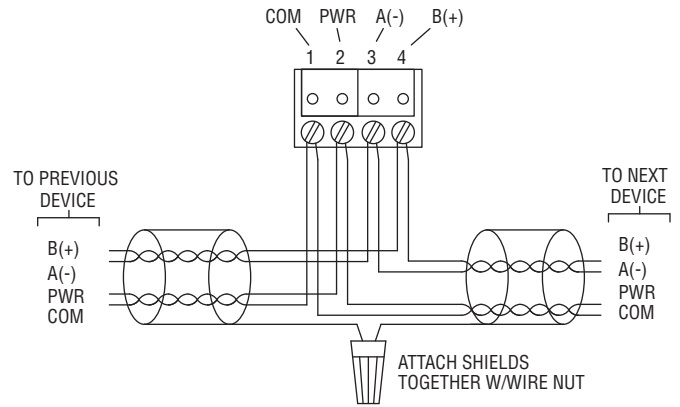 COM PWR A(-) B(+)
1 2 3 4
TO PREVIOUS
DEVICE
B(+)
A(-)
PWR
COM
TO NEXT
DEVICE
B(+)
A(-)
PWR
COM
ATTACH SHIELDS
TOGETHER W/WIRE NUT